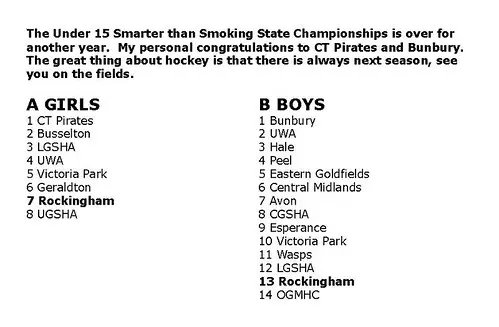 The Under 15 Smarter than Smoking State Championships is over for
another year.  My personal congratulations to CT Pirates and Bunbury.
The great thing about hockey is that there is always next season, see
you on the fields.
A GIRLS
1 CT Pirates
2 Busselton
3 LGSHA
4 UWA
5 Victoria Park
6 Geraldton
7 Rockingham
8 UGSHA
B BOYS
1 Bunbury
2 UWA
3 Hale
4 Peel
5 Eastern Goldfields
6 Central Midlands
7 Avon
8 CGSHA
9 Esperance
10 Victoria Park
11 Wasps
12 LGSHA
13 Rockingham
14 OGMHC